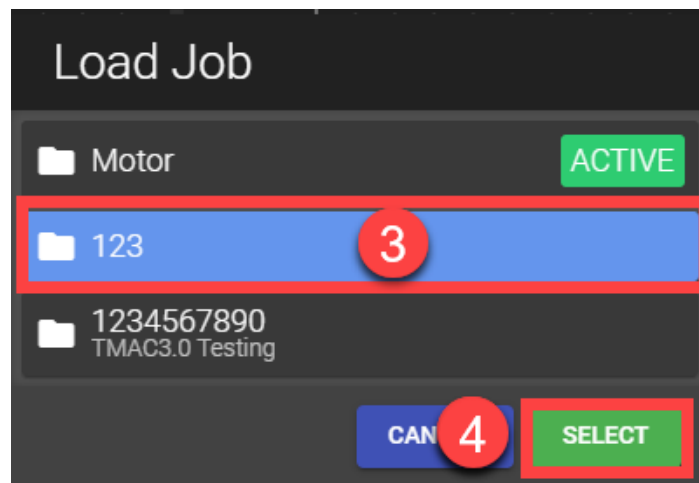 Load Job
Motor
ACTIVE
123
3
1234567890
TMAC3.0 Testing
CAN
4
SELECT